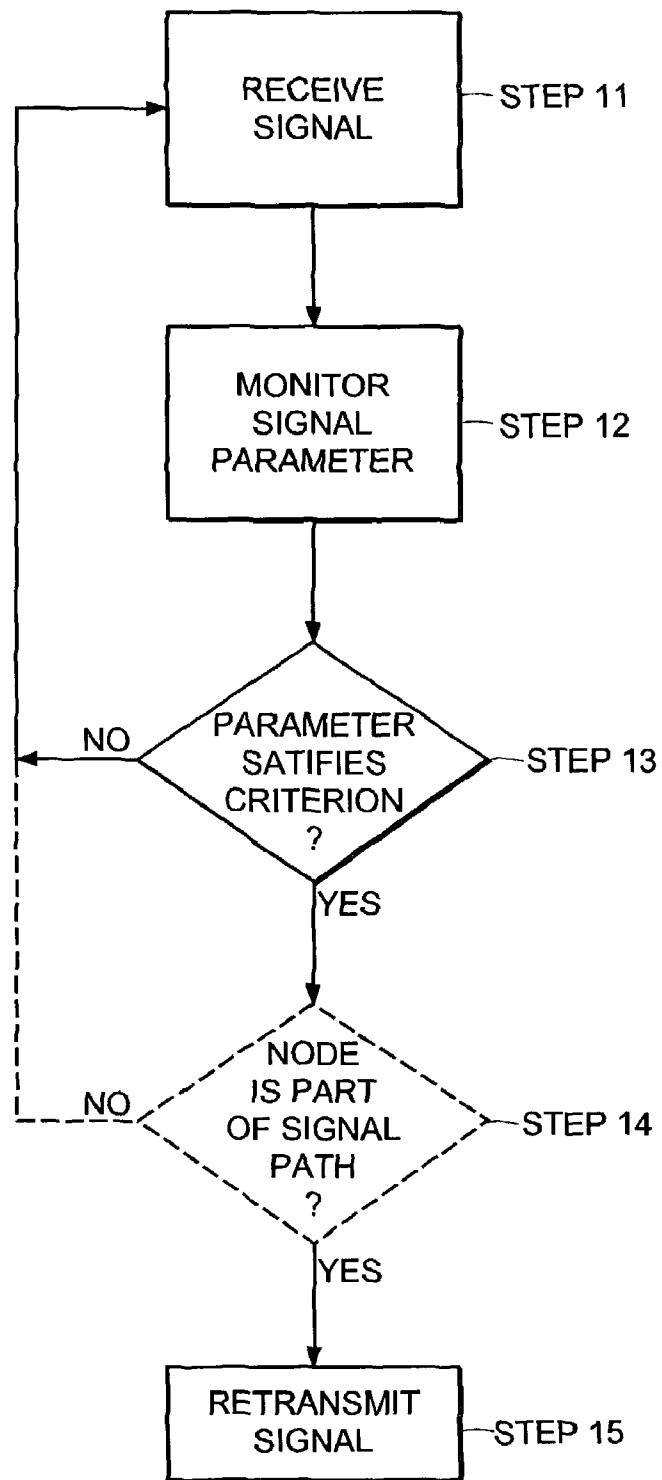 RECEIVE
SIGNAL
STEP 11
MONITOR
SIGNAL
PARAMETER
STEP 12
PARAMETER
SATIFIES
CRITERION
?
STEP 13
NO
YES
NODE
IS PART
OF SIGNAL
PATH
?
STEP 14
NO
YES
RETRANSMIT
SIGNAL
STEP 15